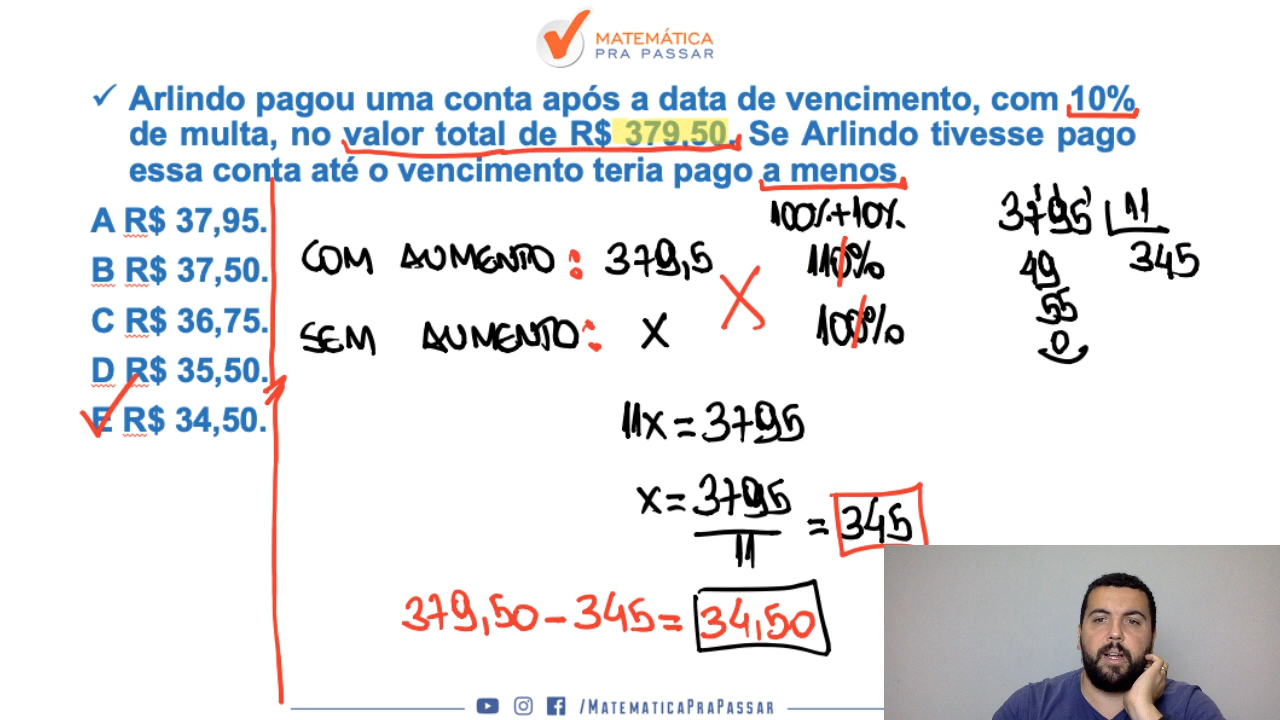 MATEMÁTICA
PRA PASSAR
✓ Arlindo pagou uma conta após a data de vencimento, com 10%
de multa, no valor total de R$ 379,50. Se Arlindo tivesse pago
essa conta até o vencimento teria pago a menos
A R$ 37,95.
B R$ 37,50.
C R$ 36,75.
D R$ 35,50.
E R$ 34,50.
100%+10%
COM AUMENTO: 379,5 110%
SEM AUMENTO: X 100%
3795 11
49 345
55
0
11X=3795
X=3795/11 = 345
379,50-345= 34,50
/MATEMATICAPRAPASSAR